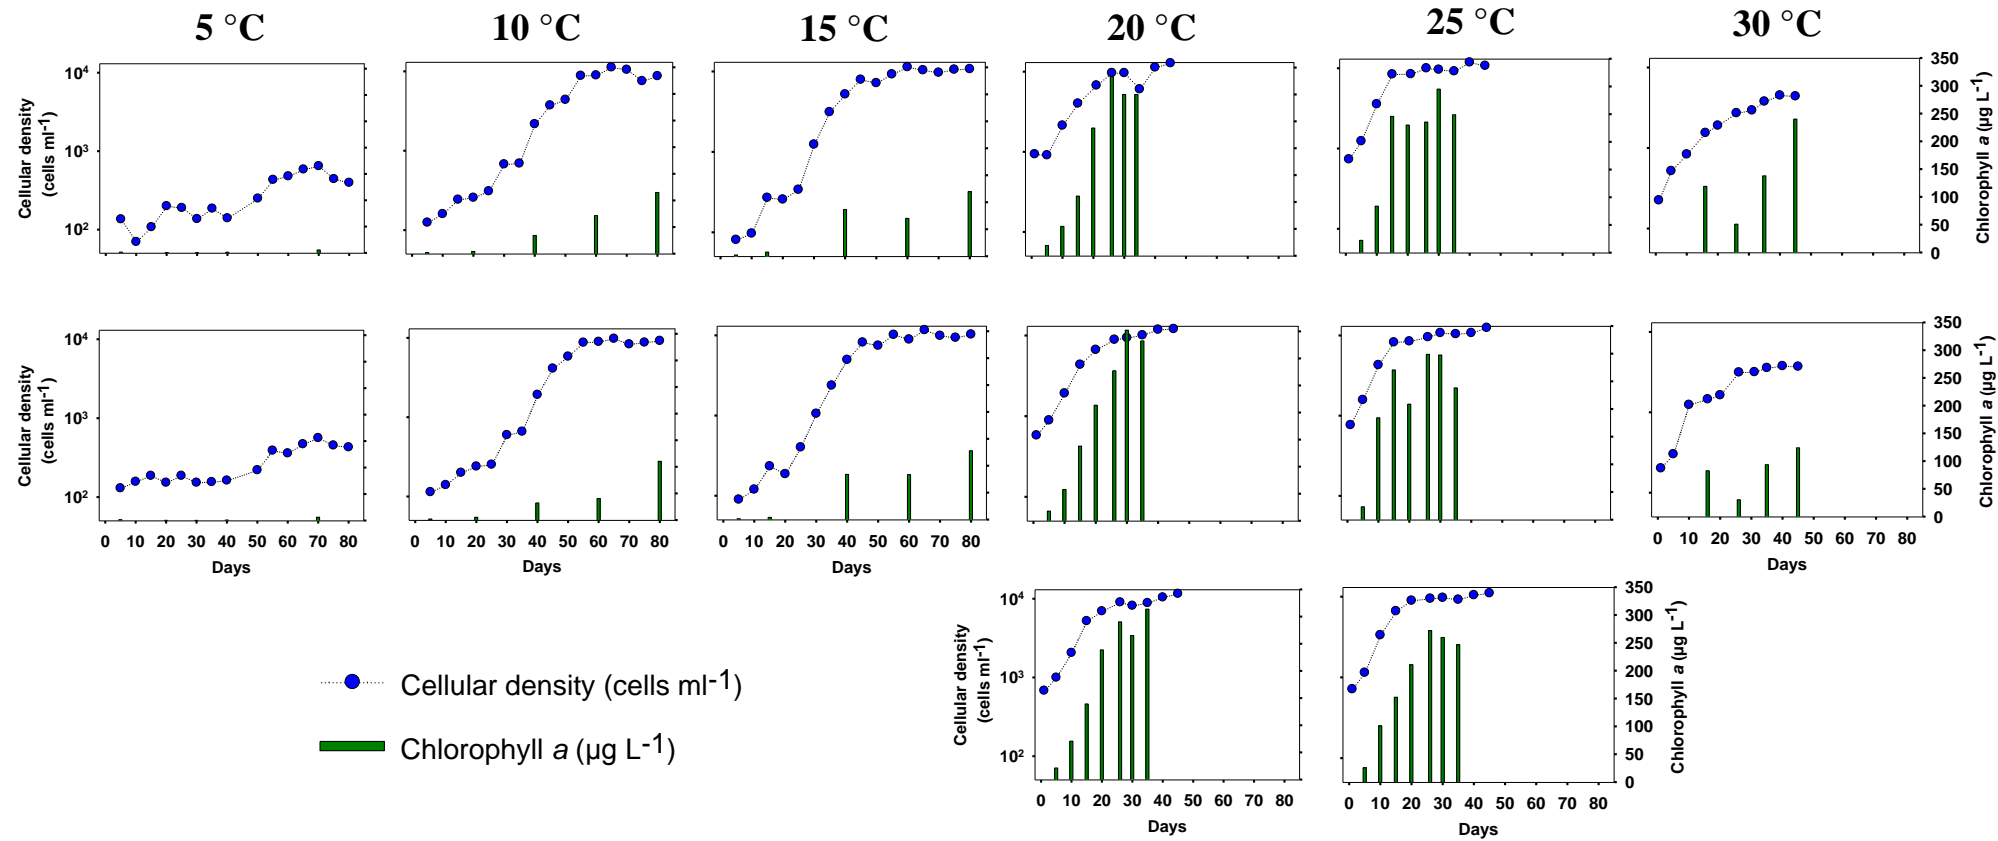 5 °C 10 °C 15 °C 20 °C 25 °C 30 °C
Cellular density
(cells ml-1)
10⁴
10³
10²
350
300
250
200
150
100
50
0
Chlorophyll a (µg L-1)
Cellular density
(cells ml-1)
10⁴
10³
10²
350
300
250
200
150
100
50
0
Chlorophyll a (µg L-1)
0 10 20 30 40 50 60 70 80
Days
0 10 20 30 40 50 60 70 80
Days
0 10 20 30 40 50 60 70 80
Days
0 10 20 30 40 50 60 70 80
Days
Cellular density
(cells ml-1)
10⁴
10³
10²
0 10 20 30 40 50 60 70 80
Days
350
300
250
200
150
100
50
0
Chlorophyll a (µg L-1)
0 10 20 30 40 50 60 70 80
Days
Cellular density (cells ml-1)
Chlorophyll a (µg L-1)